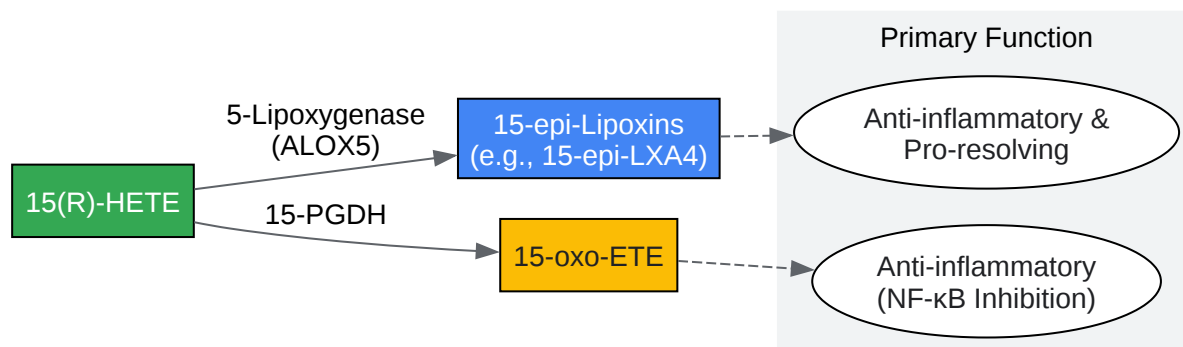 Primary Function
5-Lipoxygenase
(ALOX5)
15-epi-Lipoxins
(e.g., 15-epi-LXA4)
Anti-inflammatory &
Pro-resolving
15(R)-HETE
15-PGDH
15-oxo-ETE
Anti-inflammatory
(NF-κB Inhibition)